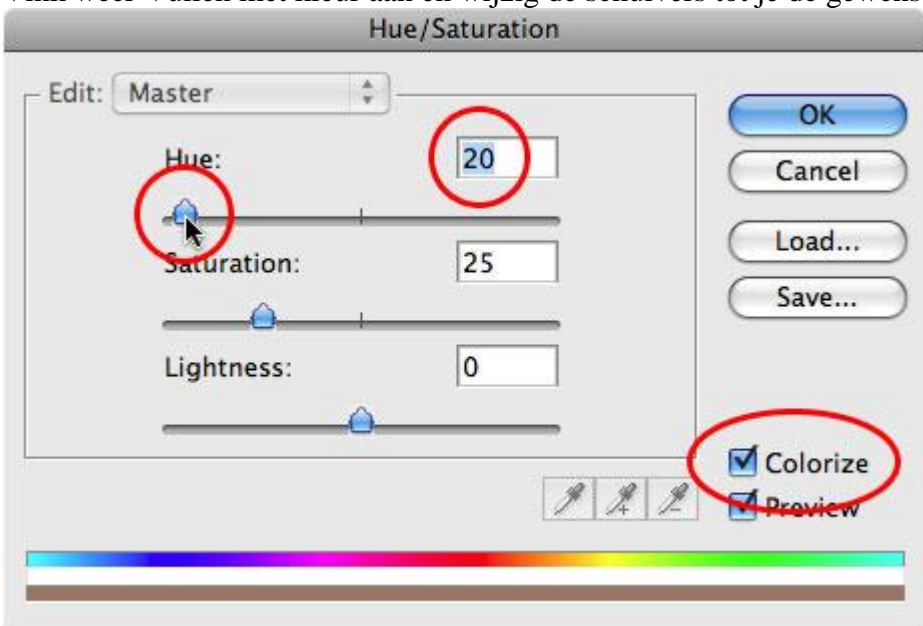 Hue/Saturation
Edit: Master
OK
Hue: 20
Cancel
Load...
Saturation: 25
Save...
Lightness: 0
Colorize
Preview